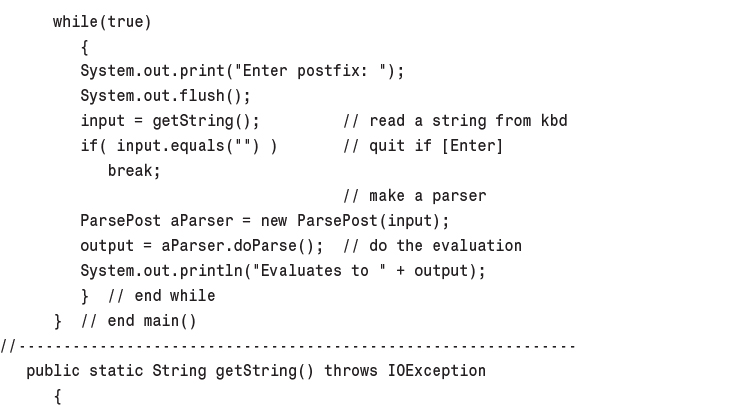 while(true)
{
System.out.print("Enter postfix: ");
System.out.flush();
input = getString();         // read a string from kbd
if( input.equals("") )       // quit if [Enter]
break;
// make a parser
ParsePost aParser = new ParsePost(input);
output = aParser.doParse();  // do the evaluation
System.out.println("Evaluates to " + output);
}  // end while
}  // end main()
//--------------------------------------------------------------
public static String getString() throws IOException
{